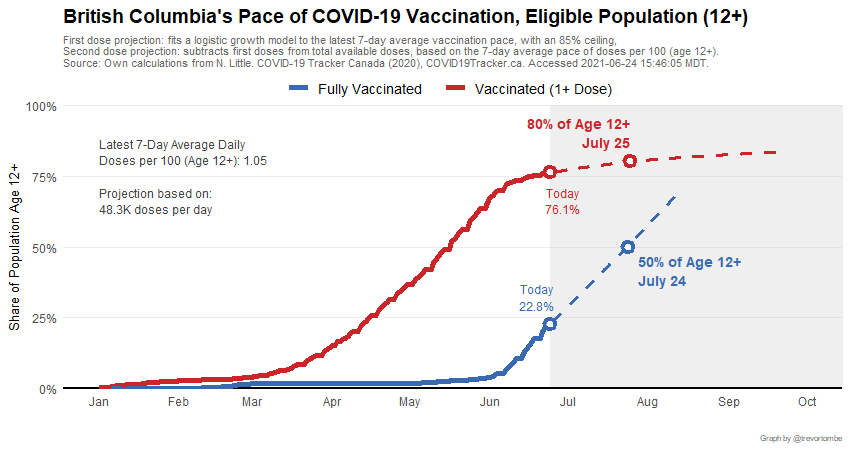 British Columbia's Pace of COVID-19 Vaccination, Eligible Population (12+)
First dose projection: fits a logistic growth model to the latest 7-day average vaccination pace, with an 85% ceiling,
Second dose projection: subtracts first doses from total available doses, based on the 7-day average pace of doses per 100 (age 12+).
Source: Own calculations from N. Little. COVID-19 Tracker Canada (2020), COVID19Tracker.ca. Accessed 2021-06-24 15:46:05 MDT.
Fully Vaccinated
Vaccinated (1+ Dose)
100%
75%
50%
25%
0%
Share of Population Age 12+
Latest 7-Day Average Daily
Doses per 100 (Age 12+): 1.05
Projection based on:
48.3K doses per day
80% of Age 12+
July 25
Today
76.1%
50% of Age 12+
July 24
Today
22.8%
Jan
Feb
Mar
Apr
May
Jun
Jul
Aug
Sep
Oct
Graph by @trevortombe